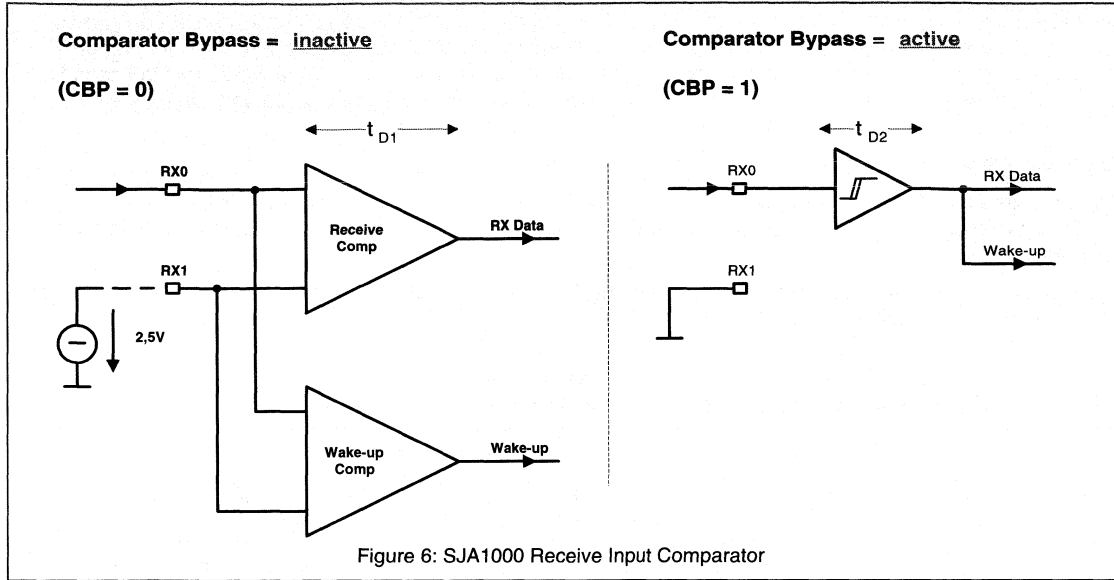 Comparator Bypass = inactive
(CBP = 0)
t D1
RX0
Receive
Comp
RX Data
RX1
2,5V
Wake-up
Comp
Wake-up
Comparator Bypass = active
(CBP = 1)
t D2
RX0
RX Data
Wake-up
RX1
Figure 6: SJA1000 Receive Input Comparator